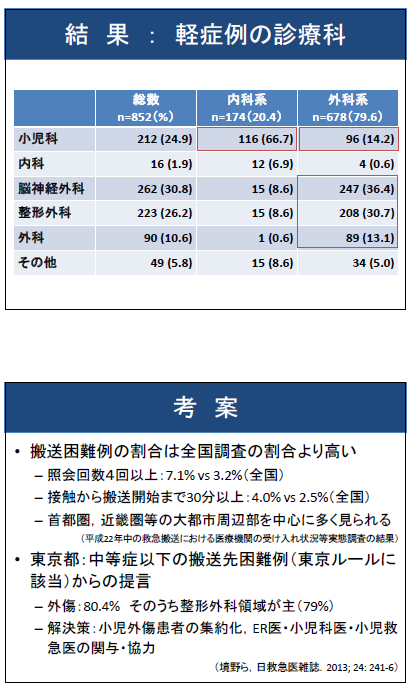 結 果 ： 軽症例の診療科
総数 内科系 外科系
n=852(%) n=174(20.4) n=678(79.6)
小児科 212 (24.9) 116 (66.7) 96 (14.2)
内科 16 (1.9) 12 (6.9) 4 (0.6)
脳神経外科 262 (30.8) 15 (8.6) 247 (36.4)
整形外科 223 (26.2) 15 (8.6) 208 (30.7)
外科 90 (10.6) 1 (0.6) 89 (13.1)
その他 49 (5.8) 15 (8.6) 34 (5.0)
考 案
• 搬送困難例の割合は全国調査の割合より高い
– 照会回数4回以上：7.1% vs 3.2%（全国）
– 接触から搬送開始まで30分以上：4.0% vs 2.5%（全国）
– 首都圏，近畿圏等の大都市周辺部を中心に多く見られる
（平成22年中の救急搬送における医療機関の受け入れ状況等実態調査の結果）
• 東京都：中等症以下の搬送先困難例（東京ルールに
該当）からの提言
– 外傷：80.4% そのうち整形外科領域が主（79%）
– 解決策：小児外傷患者の集約化，ER医・小児科医・小児救
急医の関与・協力
（境野ら，日救急医雑誌．2013; 24: 241-6）